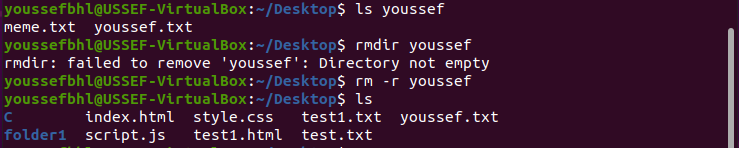 youssefbhl@USSEF-VirtualBox:~/Desktop$ ls youssef
meme.txt  youssef.txt
youssefbhl@USSEF-VirtualBox:~/Desktop$ rmdir youssef
rmdir: failed to remove 'youssef': Directory not empty
youssefbhl@USSEF-VirtualBox:~/Desktop$ rm -r youssef
youssefbhl@USSEF-VirtualBox:~/Desktop$ ls
C        index.html  style.css   test1.txt  youssef.txt
folder1  script.js   test1.html  test.txt